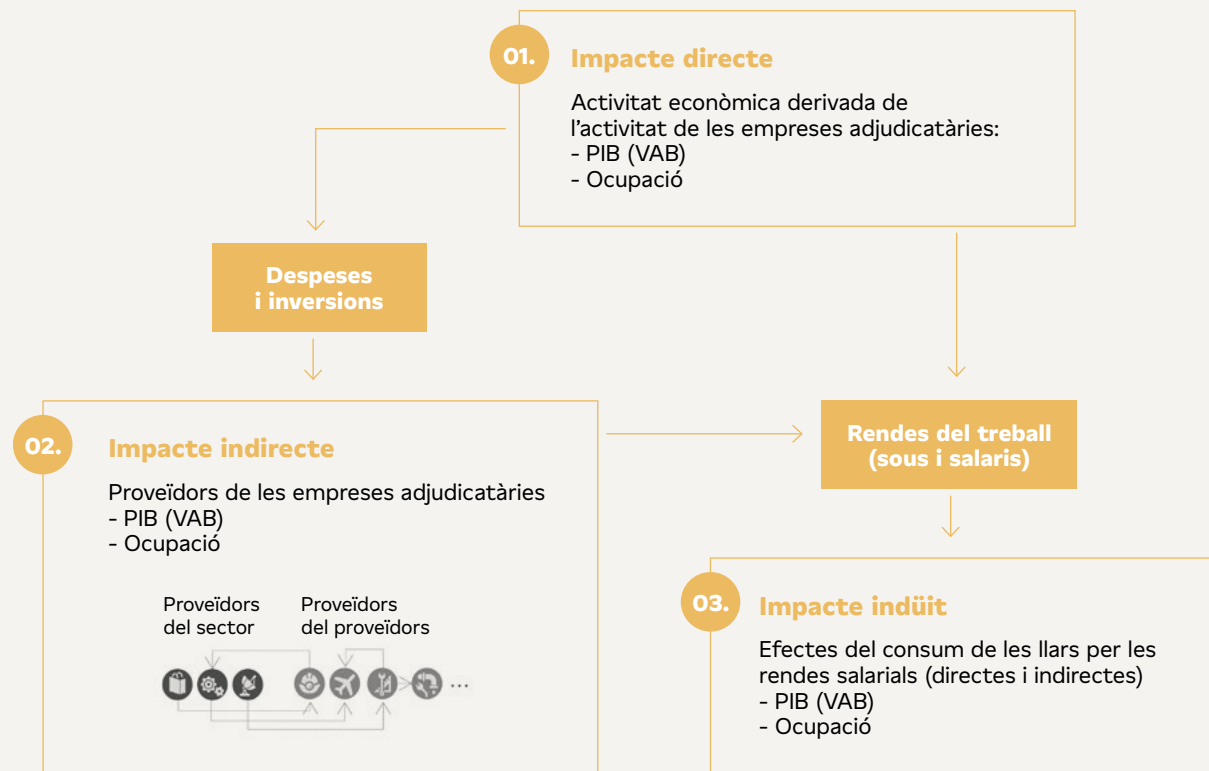 01.
Impacte directe
Activitat econòmica derivada de
l’activitat de les empreses adjudicatàries:
- PIB (VAB)
- Ocupació
Despeses
i inversions
02.
Impacte indirecte
Proveïdors de les empreses adjudicatàries
- PIB (VAB)
- Ocupació
Proveïdors
del sector
Proveïdors
del proveïdors
...
Rendes del treball
(sous i salaris)
03.
Impacte indüit
Efectes del consum de les llars per les
rendes salarials (directes i indirectes)
- PIB (VAB)
- Ocupació